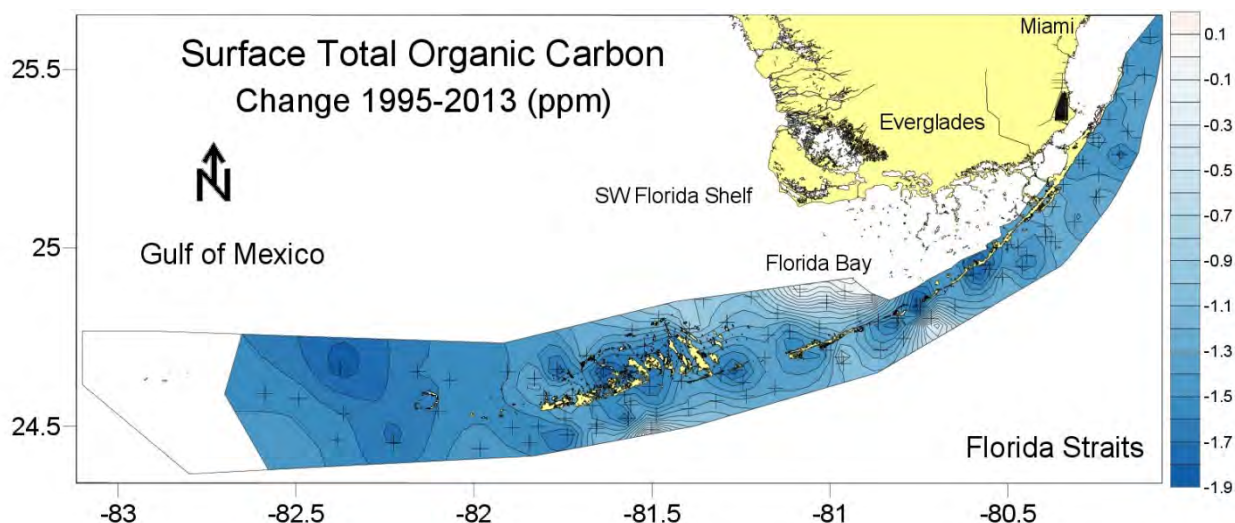 Surface Total Organic Carbon
Change 1995-2013 (ppm)
N
Miami
Everglades
SW Florida Shelf
Gulf of Mexico
Florida Bay
Florida Straits
25.5
25
24.5
-83
-82.5
-82
-81.5
-81
-80.5
0.1
-0.1
-0.3
-0.5
-0.7
-0.9
-1.1
-1.3
-1.5
-1.7
-1.9